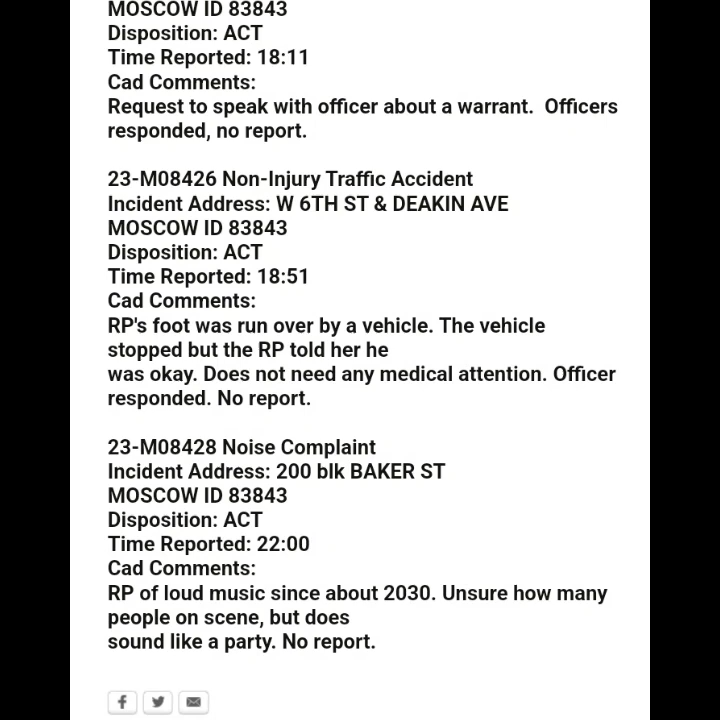 MOSCOW ID 83843
Disposition: ACT
Time Reported: 18:11
Cad Comments:
Request to speak with officer about a warrant.  Officers
responded, no report.
23-M08426 Non-Injury Traffic Accident
Incident Address: W 6TH ST & DEAKIN AVE
MOSCOW ID 83843
Disposition: ACT
Time Reported: 18:51
Cad Comments:
RP's foot was run over by a vehicle. The vehicle
stopped but the RP told her he
was okay. Does not need any medical attention. Officer
responded. No report.
23-M08428 Noise Complaint
Incident Address: 200 blk BAKER ST
MOSCOW ID 83843
Disposition: ACT
Time Reported: 22:00
Cad Comments:
RP of loud music since about 2030. Unsure how many
people on scene, but does
sound like a party. No report.